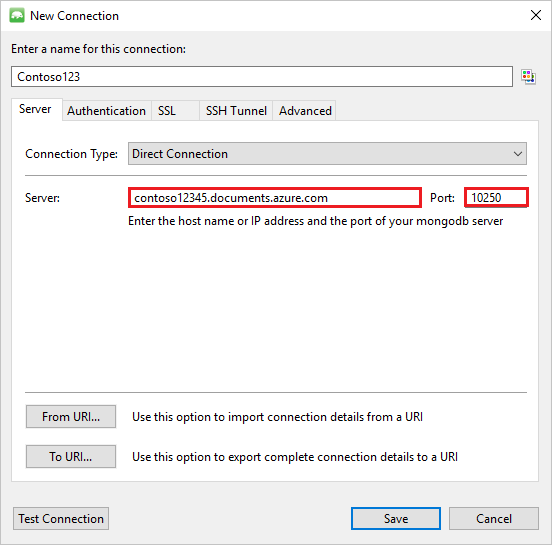 New Connection
Enter a name for this connection:
Contoso123
Server Authentication SSL SSH Tunnel Advanced
Connection Type: Direct Connection
Server: contoso12345.documents.azure.com Port: 10250
Enter the host name or IP address and the port of your mongodb server
From URI... Use this option to import connection details from a URI
To URI... Use this option to export complete connection details to a URI
Test Connection Save Cancel